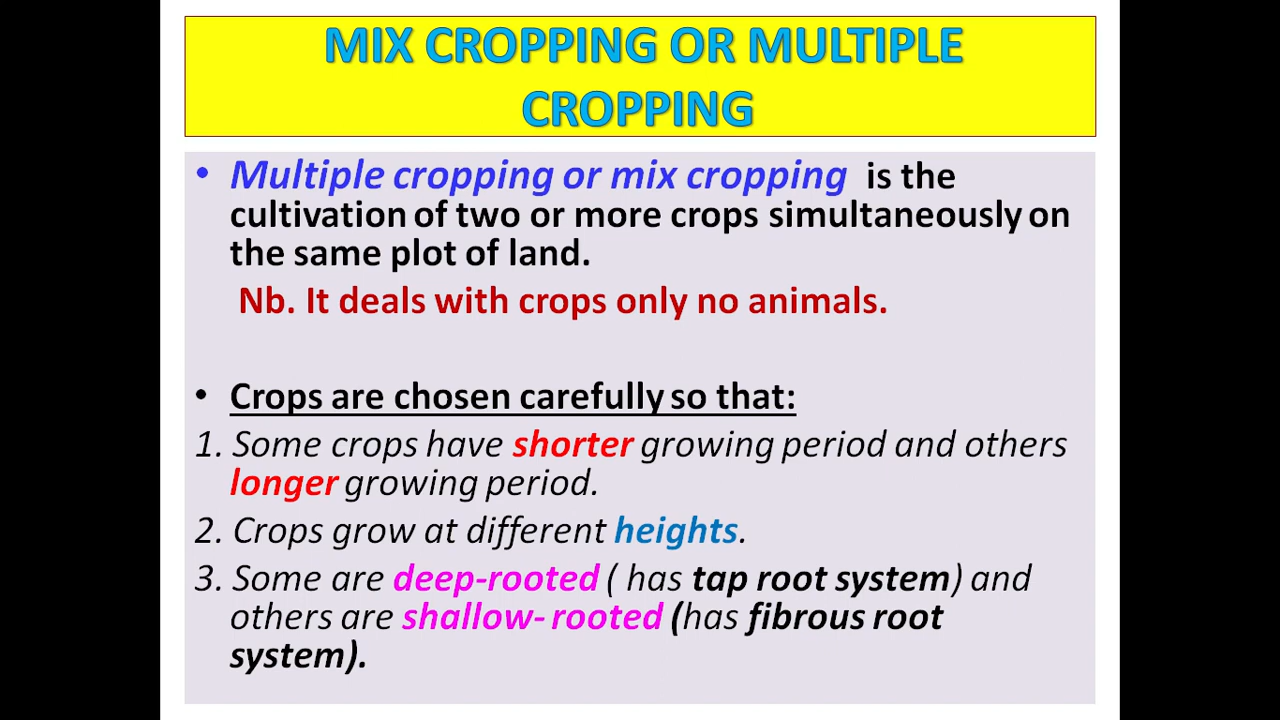 MIX CROPPING OR MULTIPLE
CROPPING
• Multiple cropping or mix cropping is the
cultivation of two or more crops simultaneously on
the same plot of land.
Nb. It deals with crops only no animals.
• Crops are chosen carefully so that:
1. Some crops have shorter growing period and others
longer growing period.
2. Crops grow at different heights.
3. Some are deep-rooted ( has tap root system) and
others are shallow- rooted (has fibrous root
system).